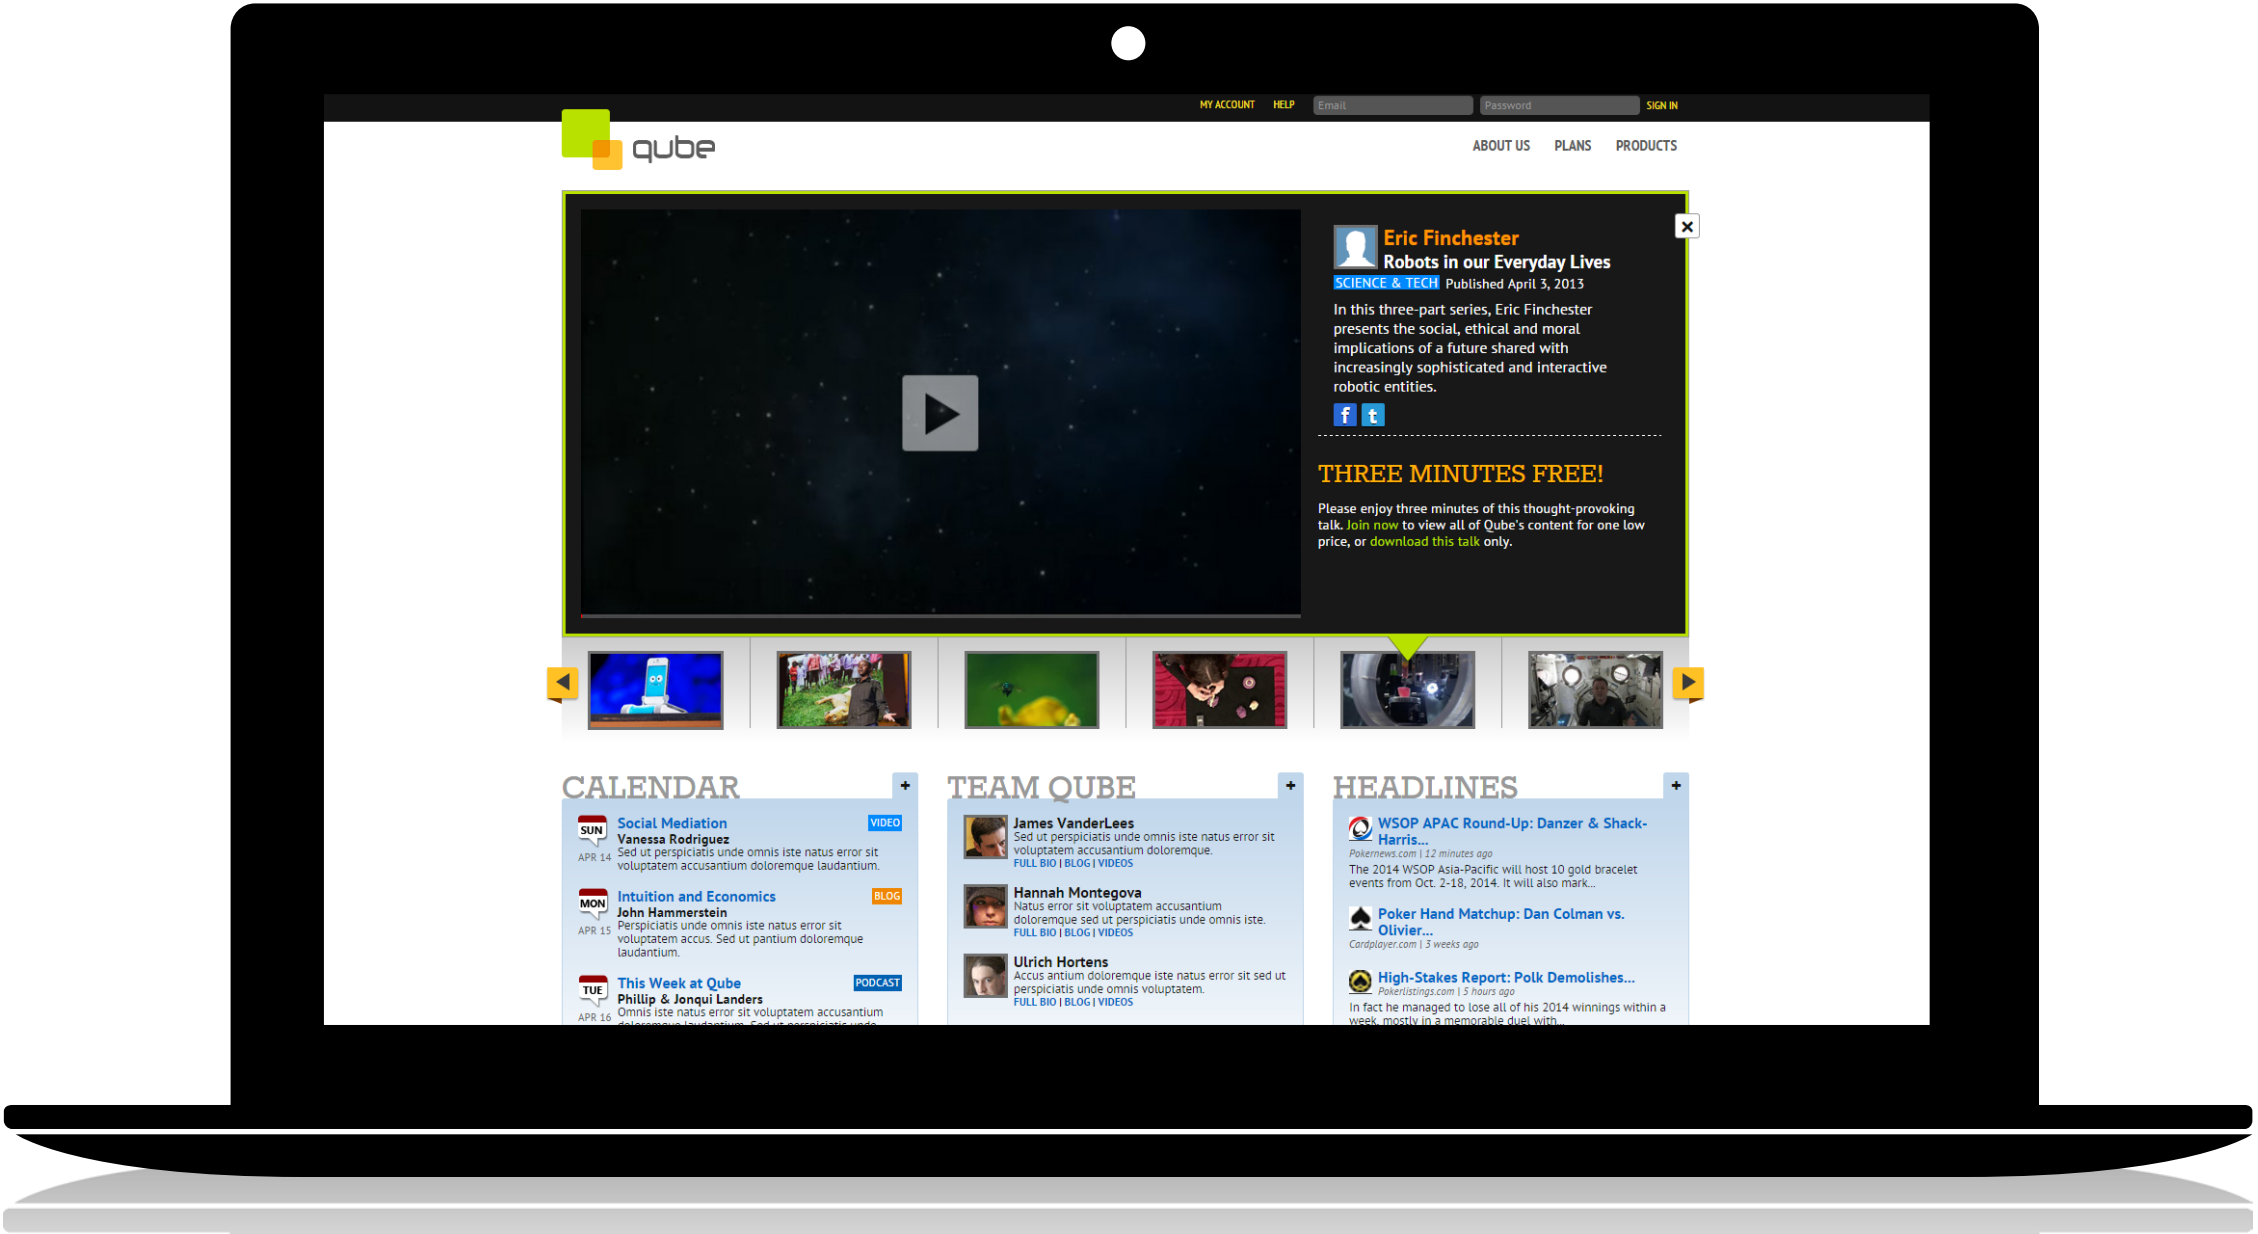 MY ACCOUNT HELP Email Password SIGN IN
qube
ABOUT US PLANS PRODUCTS
Eric Finchester
Robots in our Everyday Lives
SCIENCE & TECH Published April 3, 2013
In this three-part series, Eric Finchester
presents the social, ethical and moral
implications of a future shared with
increasingly sophisticated and interactive
robotic entities.
f t
THREE MINUTES FREE!
Please enjoy three minutes of this thought-provoking
talk. Join now to view all of Qube's content for one low
price, or download this talk only.
CALENDAR
SUN
APR 14
Social Mediation
VIDEO
Vanessa Rodriguez
Sed ut perspiciatis unde omnis iste natus error sit
voluptatem accusantium doloremque laudantium.
MON
APR 15
Intuition and Economics
BLOG
John Hammerstein
Perspiciatis unde omnis iste natus error sit
voluptatem accus. Sed ut pantium doloremque
laudantium.
TUE
APR 16
This Week at Qube
PODCAST
Phillip & Jonqui Landers
Omnis iste natus error sit voluptatem accusantium
doloremque laudantium. Sed ut perspiciatis unde
TEAM QUBE
James VanderLees
Sed ut perspiciatis unde omnis iste natus error sit
voluptatem accusantium doloremque.
FULL BIO | BLOG | VIDEOS
Hannah Montegova
Natus error sit voluptatem accusantium
doloremque sed ut perspiciatis unde omnis iste.
FULL BIO | BLOG | VIDEOS
Ulrich Hortens
Accus antium doloremque iste natus error sit sed ut
perspiciatis unde omnis voluptatem.
FULL BIO | BLOG | VIDEOS
HEADLINES
WSOP APAC Round-Up: Danzer & Shack-
Harris...
Pokernews.com | 12 minutes ago
The 2014 WSOP Asia-Pacific will host 10 gold bracelet
events from Oct. 2-18, 2014. It will also mark...
Poker Hand Matchup: Dan Colman vs.
Olivier...
Cardplayer.com | 3 weeks ago
High-Stakes Report: Polk Demolishes...
Pokerlistings.com | 5 hours ago
In fact he managed to lose all of his 2014 winnings within a
week, mostly in a memorable duel with...